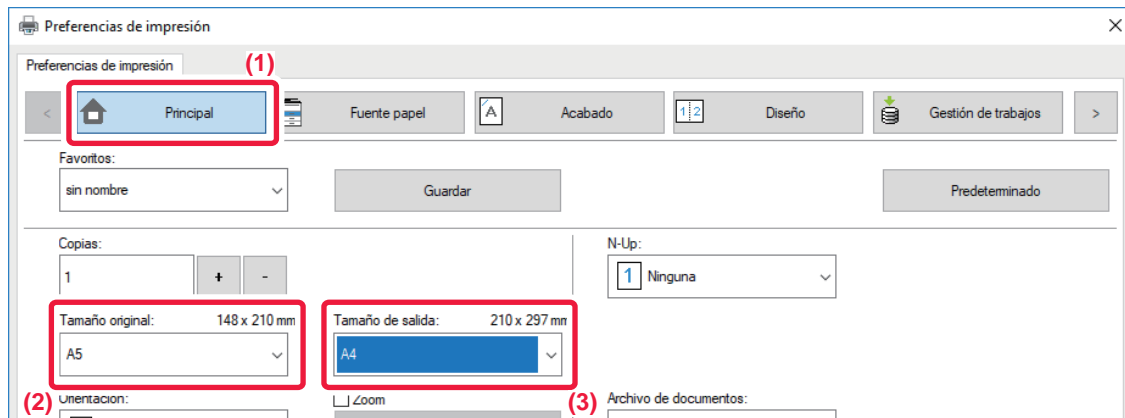 Preferencias de impresión
Preferencias de impresión
(1)
< Principal Fuente papel A Acabado 1 2 Diseño Gestión de trabajos >
Favoritos:
sin nombre Guardar Predeterminado
Copias: N-Up:
1 + - 1 Ninguna
Tamaño original: 148 x 210 mm Tamaño de salida: 210 x 297 mm
A5 A4
(2) Orientación: Zoom (3) Archivo de documentos: